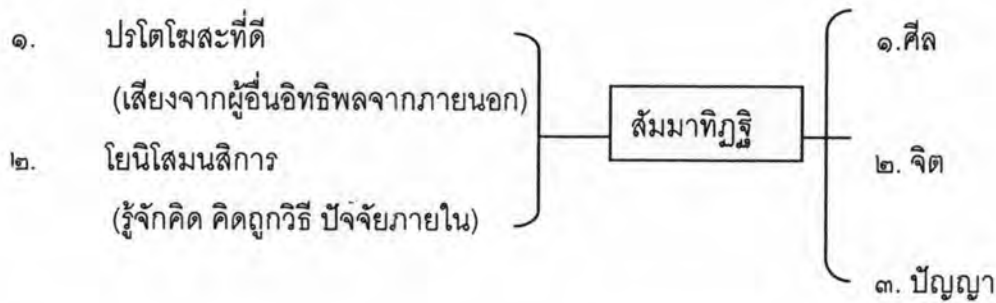 ๑. ปรโตโฆสะที่ดี
(เสียงจากผู้อื่นอิทธิพลจากภายนอก)
๒. โยนิโสมนสิการ
(รู้จักคิด คิดถูกวิธี ปัจจัยภายใน)
สัมมาทิฏฐิ
๑.ศีล
๒. จิต
๓. ปัญญา